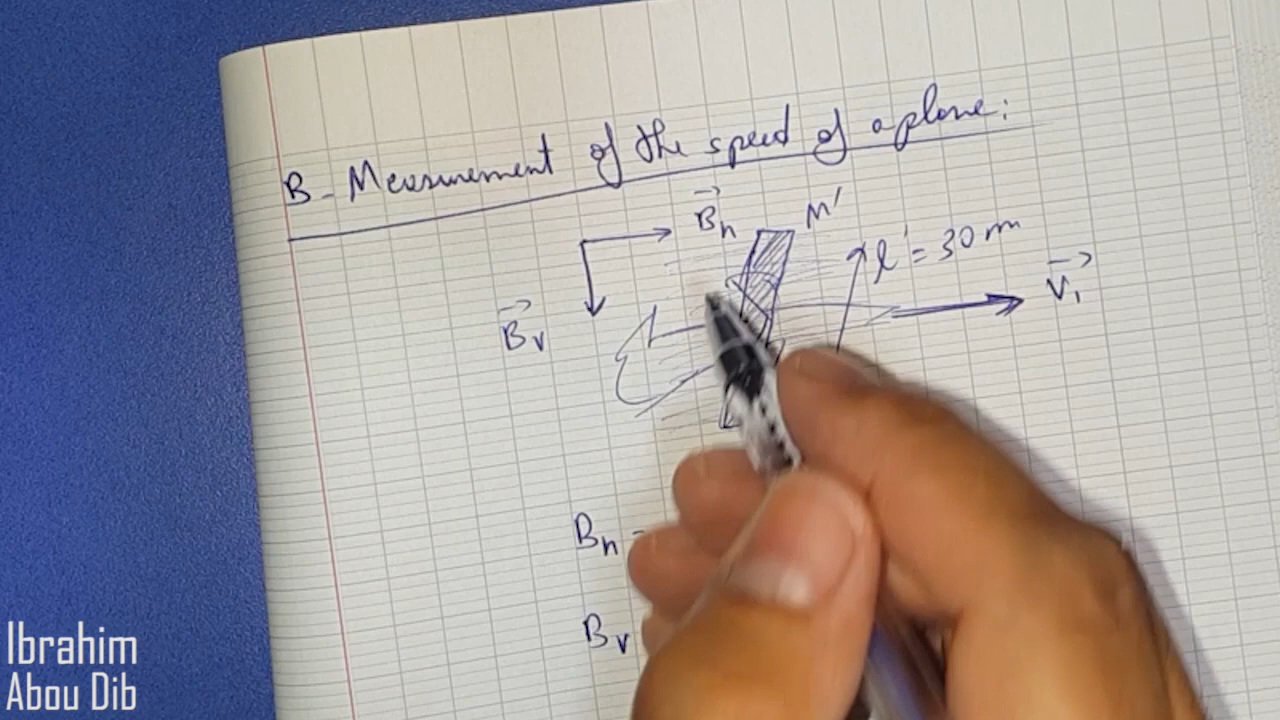 B - Measurement of the speed of a plane:
B⃗h
M'
l' = 30 m
V⃗₁
B⃗v
Bh =
Bv
Ibrahim
Abou Dib